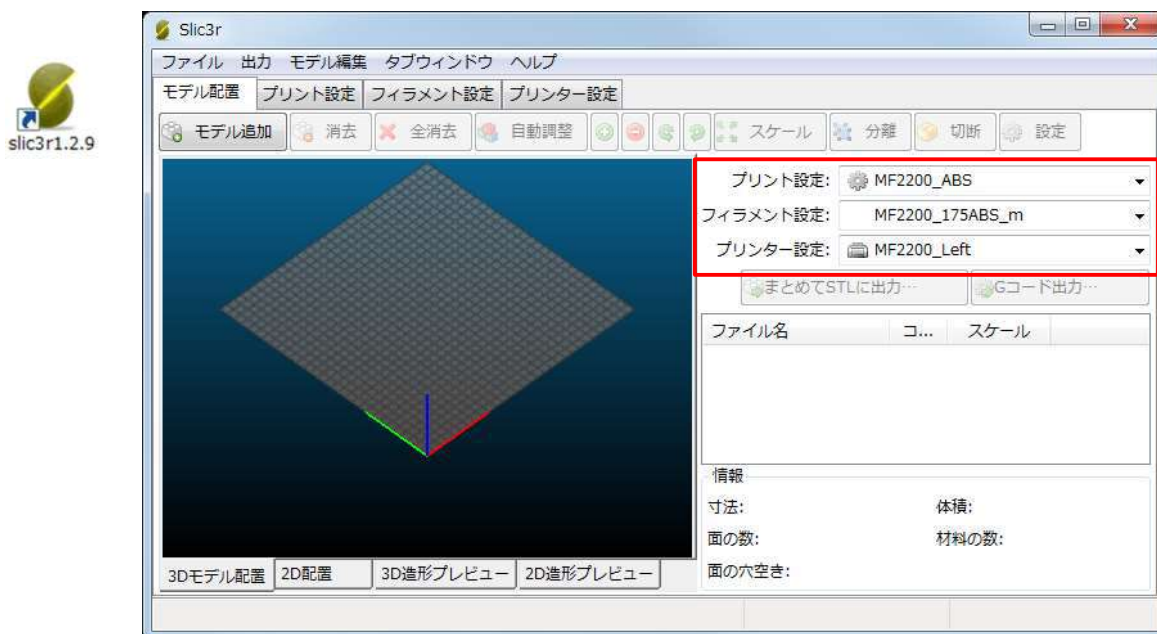 slic3r1.2.9
Slic3r
ファイル 出力 モデル編集 タブウィンドウ ヘルプ
モデル配置 プリント設定 フィラメント設定 プリンター設定
モデル追加 消去 全消去 自動調整 スケール 分離 切断 設定
プリント設定: MF2200_ABS
フィラメント設定: MF2200_175ABS_m
プリンター設定: MF2200_Left
まとめてSTLに出力… Gコード出力…
ファイル名 コ... スケール
情報
寸法: 体積:
面の数: 材料の数:
面の穴空き:
3Dモデル配置 2D配置 3D造形プレビュー 2D造形プレビュー